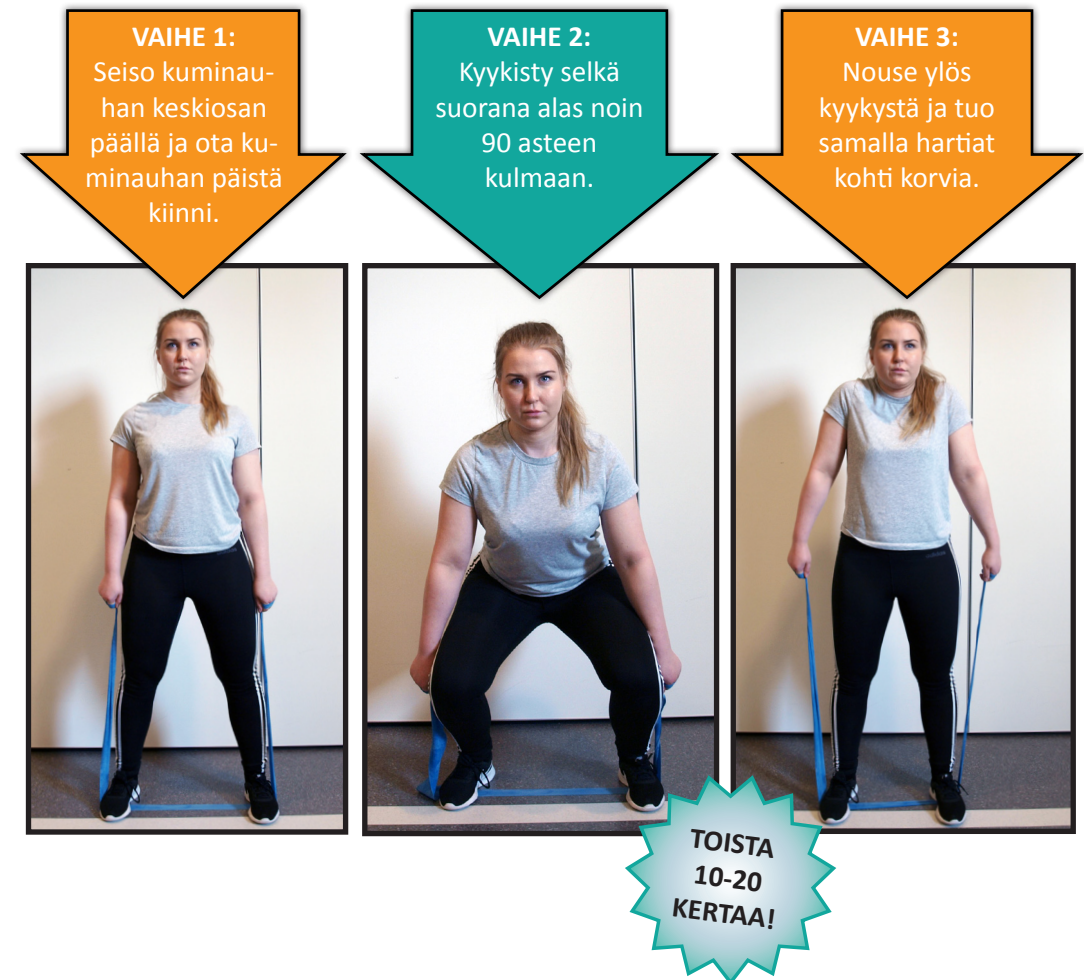 VAIHE 1:
Seiso kuminau-
han keskiosan
päällä ja ota ku-
minauhan päistä
kiinni.
VAIHE 2:
Kyykisty selkä
suorana alas noin
90 asteen
kulmaan.
VAIHE 3:
Nouse ylös
kyykystä ja tuo
samalla hartiat
kohti korvia.
TOISTA
10-20
KERTAA!